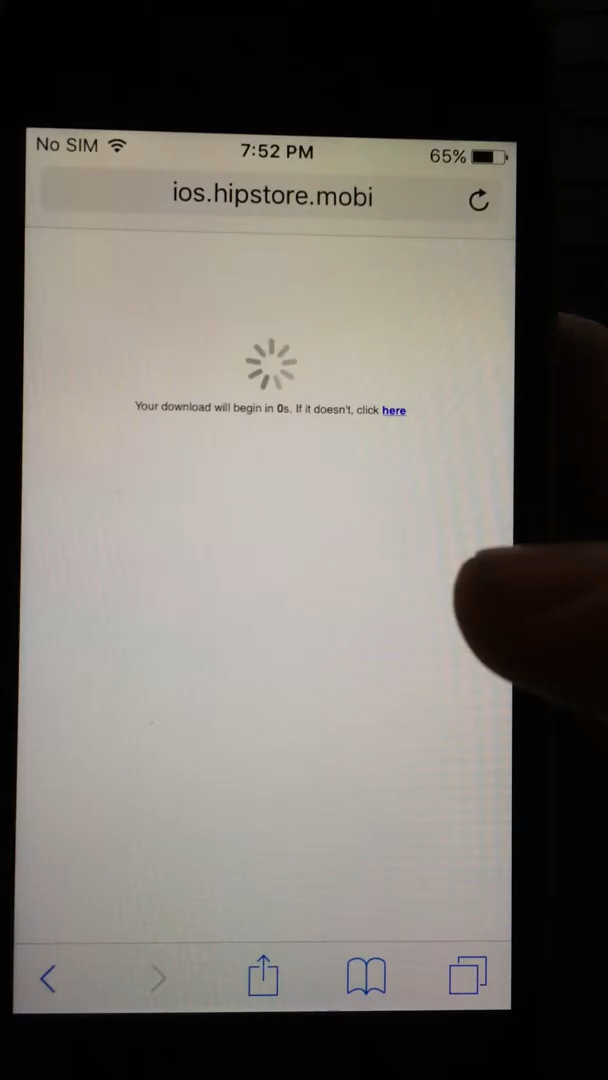 No SIM 7:52 PM 65%
ios.hipstore.mobi
Your download will begin in 0s. If it doesn't, click here